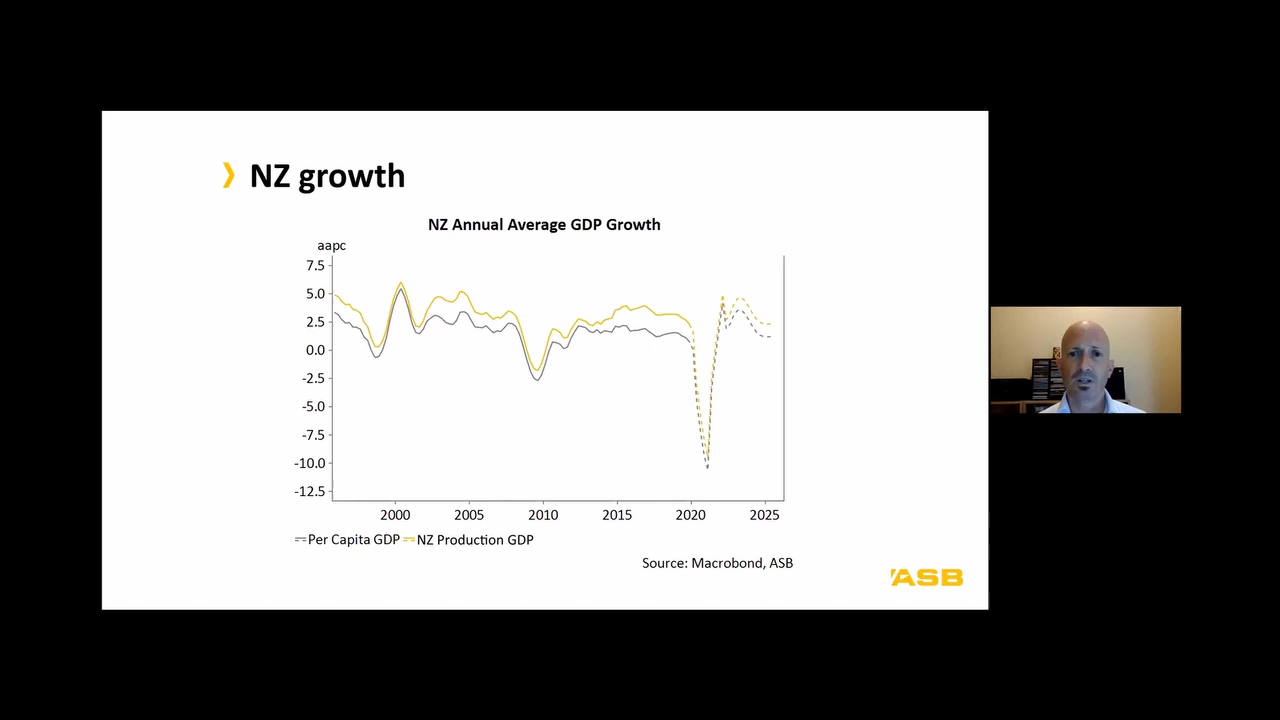 NZ growth
NZ Annual Average GDP Growth
aapc
7.5
5.0
2.5
0.0
-2.5
-5.0
-7.5
-10.0
-12.5
2000 2005 2010 2015 2020 2025
Per Capita GDP NZ Production GDP
Source: Macrobond, ASB
ASB